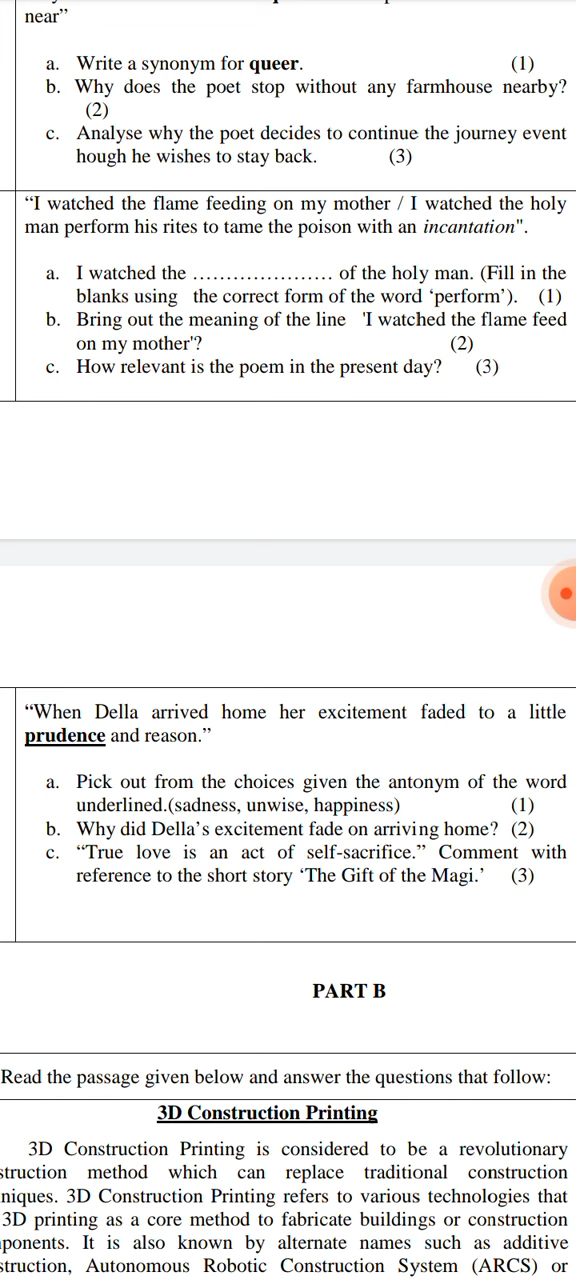 near”
a. Write a synonym for queer. (1)
b. Why does the poet stop without any farmhouse nearby?
(2)
c. Analyse why the poet decides to continue the journey event
hough he wishes to stay back. (3)
“I watched the flame feeding on my mother / I watched the holy
man perform his rites to tame the poison with an incantation".
a. I watched the ………………… of the holy man. (Fill in the
blanks using the correct form of the word ‘perform’). (1)
b. Bring out the meaning of the line 'I watched the flame feed
on my mother'? (2)
c. How relevant is the poem in the present day? (3)
“When Della arrived home her excitement faded to a little
prudence and reason.”
a. Pick out from the choices given the antonym of the word
underlined.(sadness, unwise, happiness) (1)
b. Why did Della’s excitement fade on arriving home? (2)
c. “True love is an act of self-sacrifice.” Comment with
reference to the short story ‘The Gift of the Magi.’ (3)
PART B
Read the passage given below and answer the questions that follow:
3D Construction Printing
3D Construction Printing is considered to be a revolutionary
struction method which can replace traditional construction
niques. 3D Construction Printing refers to various technologies that
3D printing as a core method to fabricate buildings or construction
ponents. It is also known by alternate names such as additive
struction, Autonomous Robotic Construction System (ARCS) or